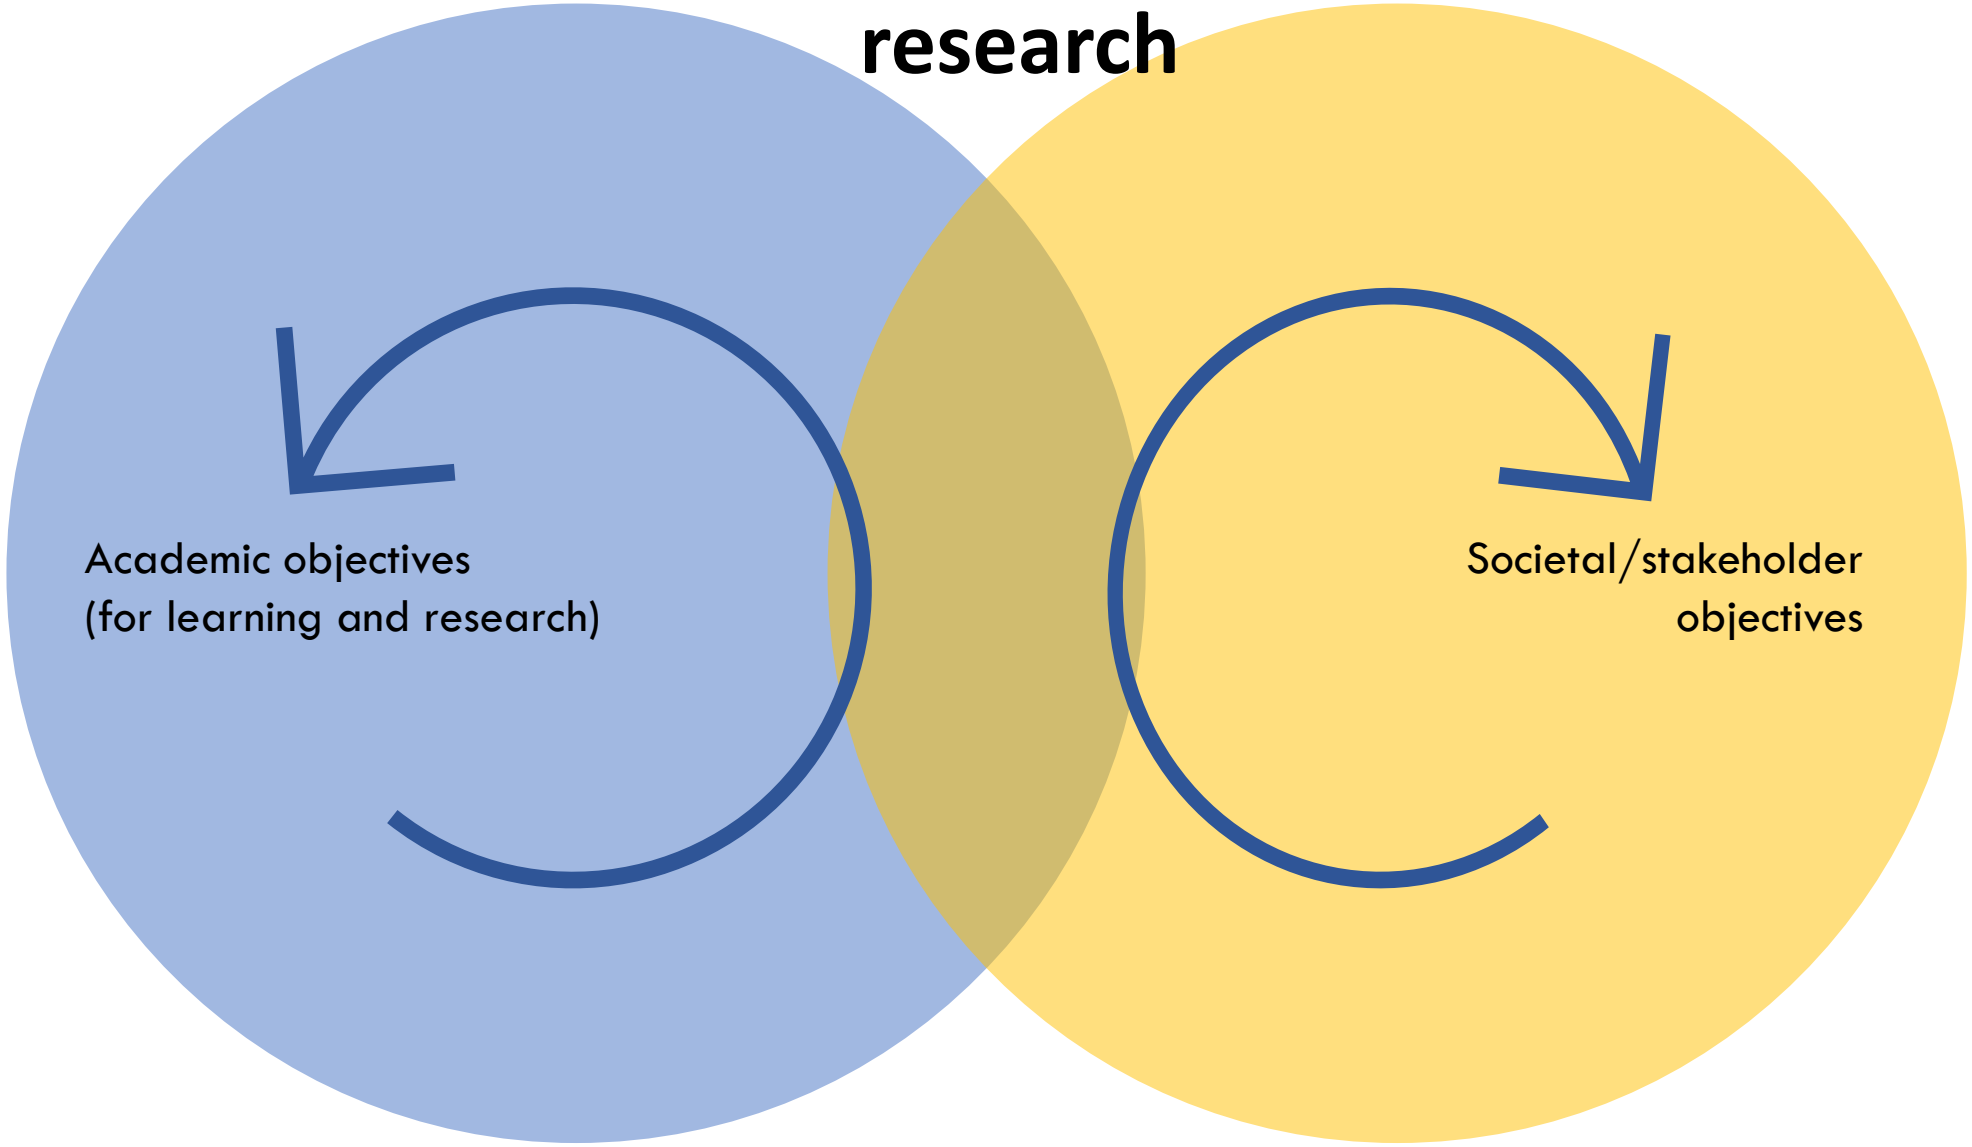 research
Academic objectives
(for learning and research)
Societal/stakeholder
objectives